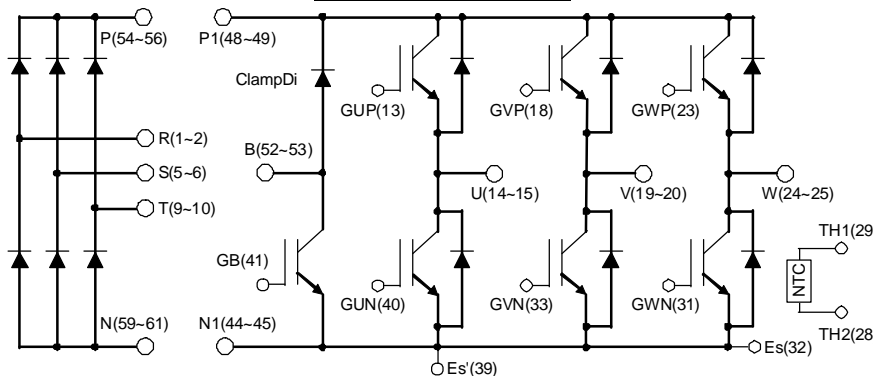 P(54~56)
P1(48~49)
ClampDi
GUP(13)
GVP(18)
GWP(23)
R(1~2)
S(5~6)
T(9~10)
B(52~53)
U(14~15)
V(19~20)
W(24~25)
GB(41)
GUN(40)
GVN(33)
GWN(31)
TH1(29
NTC
TH2(28
N(59~61)
N1(44~45)
Es(32)
Es'(39)